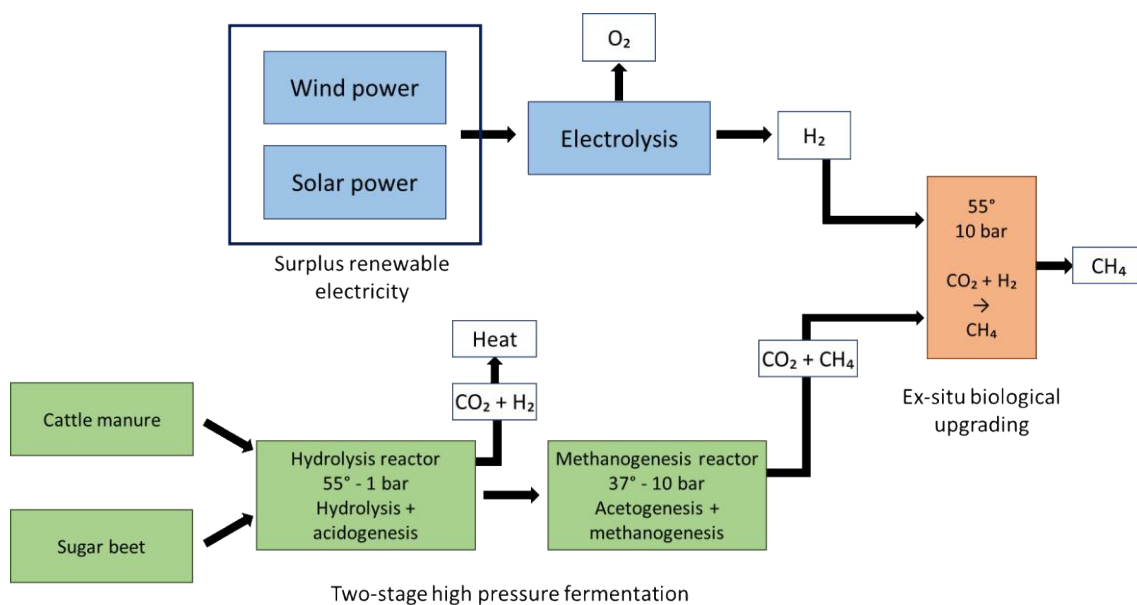 O₂
Wind power
Electrolysis
H₂
Solar power
Surplus renewable
electricity
55°
10 bar
CO₂ + H₂
→
CH₄
CH₄
Heat
CO₂ + H₂
CO₂ + CH₄
Ex-situ biological
upgrading
Cattle manure
Sugar beet
Hydrolysis reactor
55° - 1 bar
Hydrolysis +
acidogenesis
Methanogenesis reactor
37° - 10 bar
Acetogenesis +
methanogenesis
Two-stage high pressure fermentation